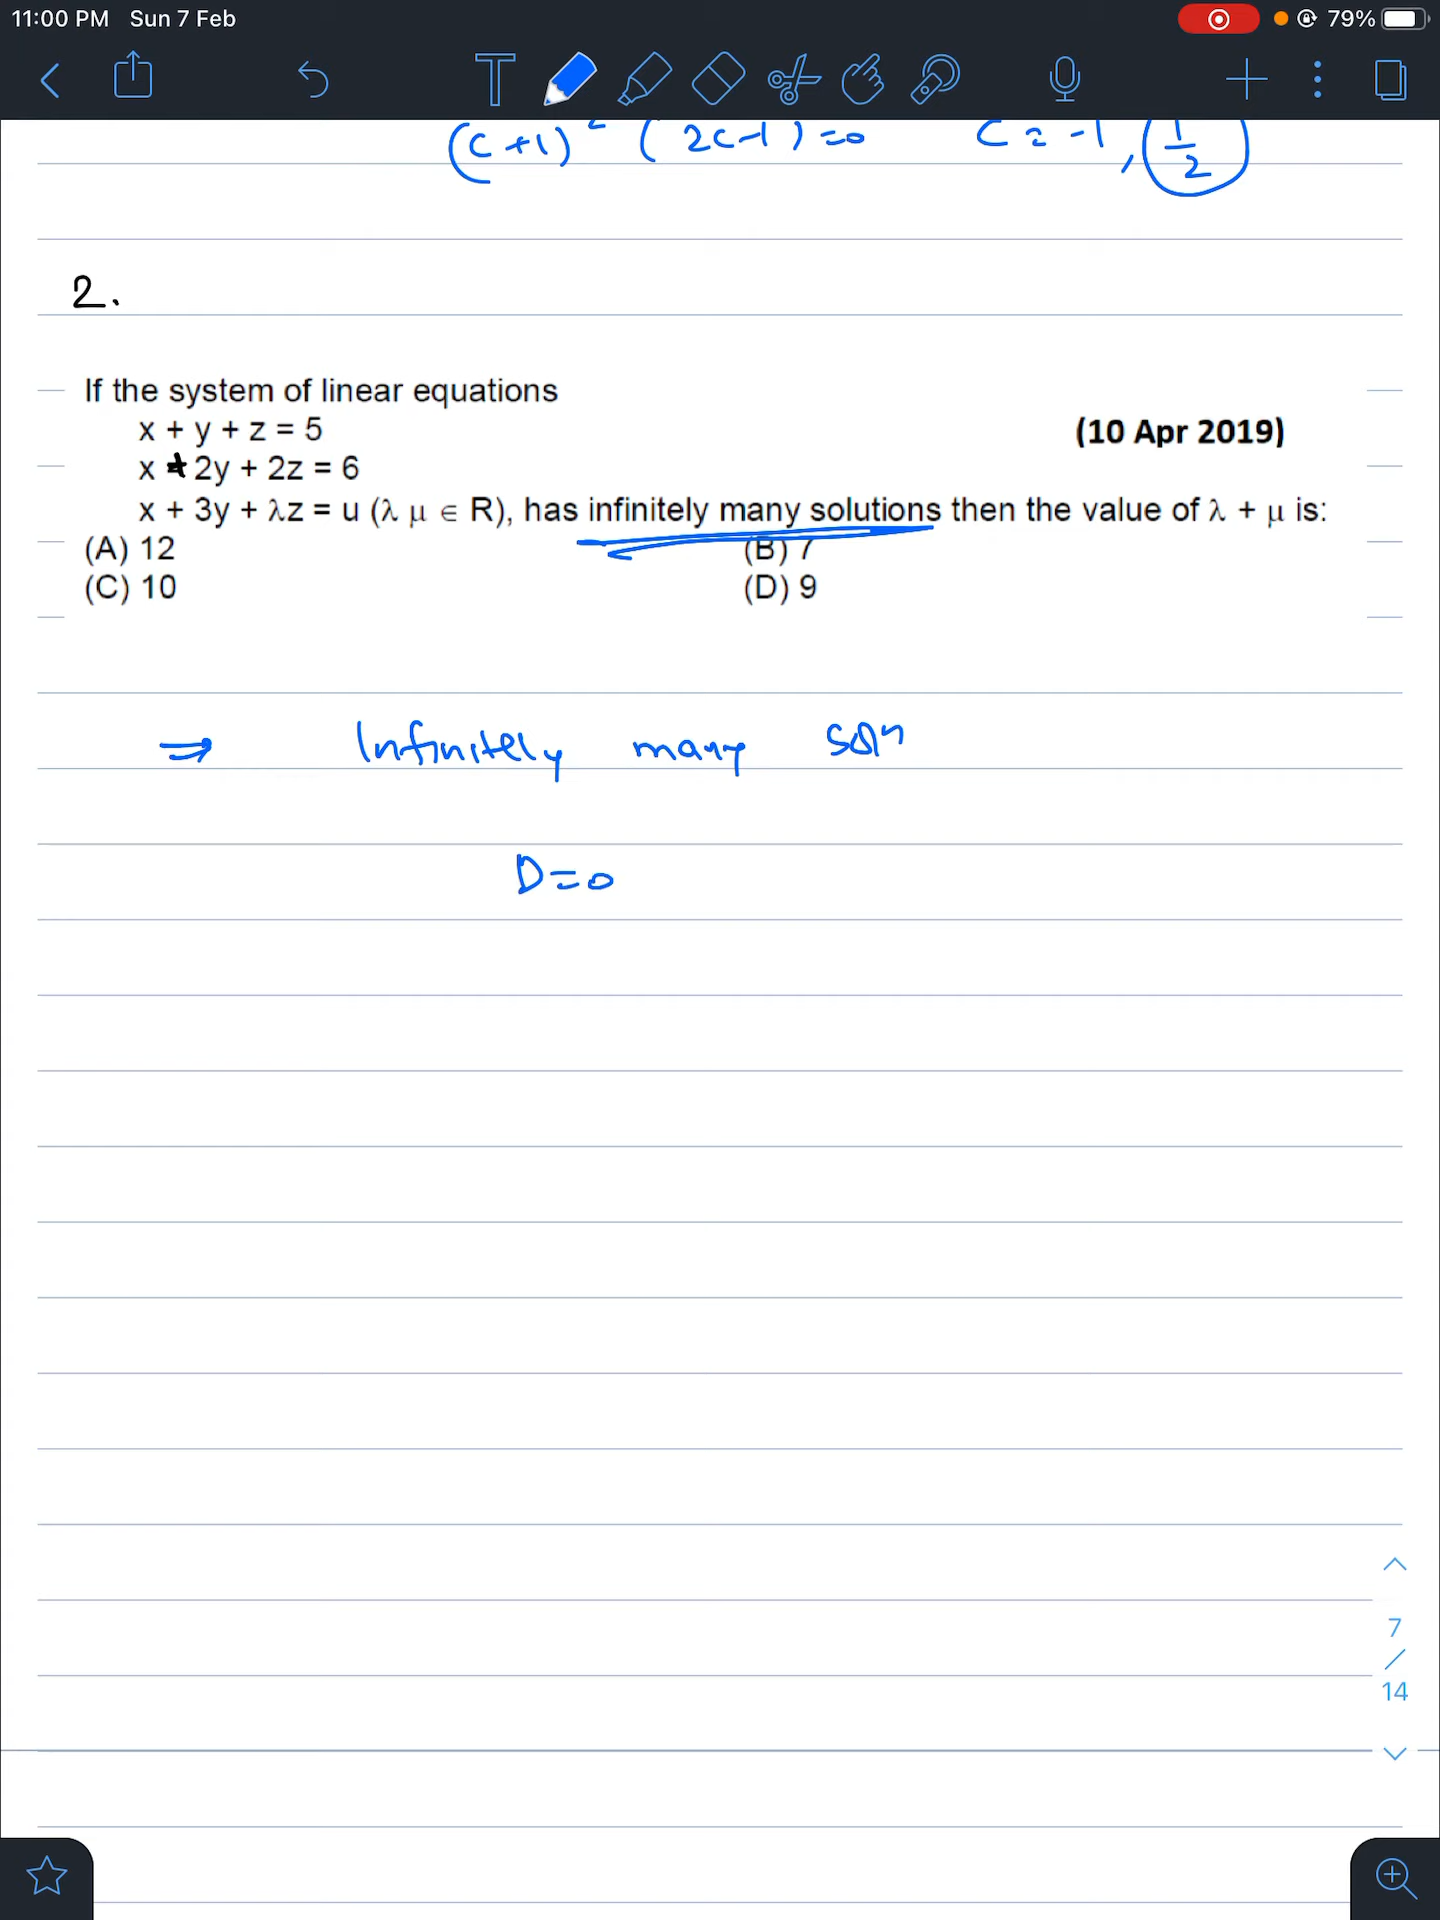 11:00 PM Sun 7 Feb 79%
(c+1)² (2c-1)=0 c = -1, 1/2
2.
If the system of linear equations
x + y + z = 5
(10 Apr 2019)
x + 2y + 2z = 6
x + 3y + λz = u (λ μ ∈ R), has infinitely many solutions then the value of λ + μ is:
(A) 12 (B) 7
(C) 10 (D) 9
⇒ Infinitely many soln
D=0
7
/
14